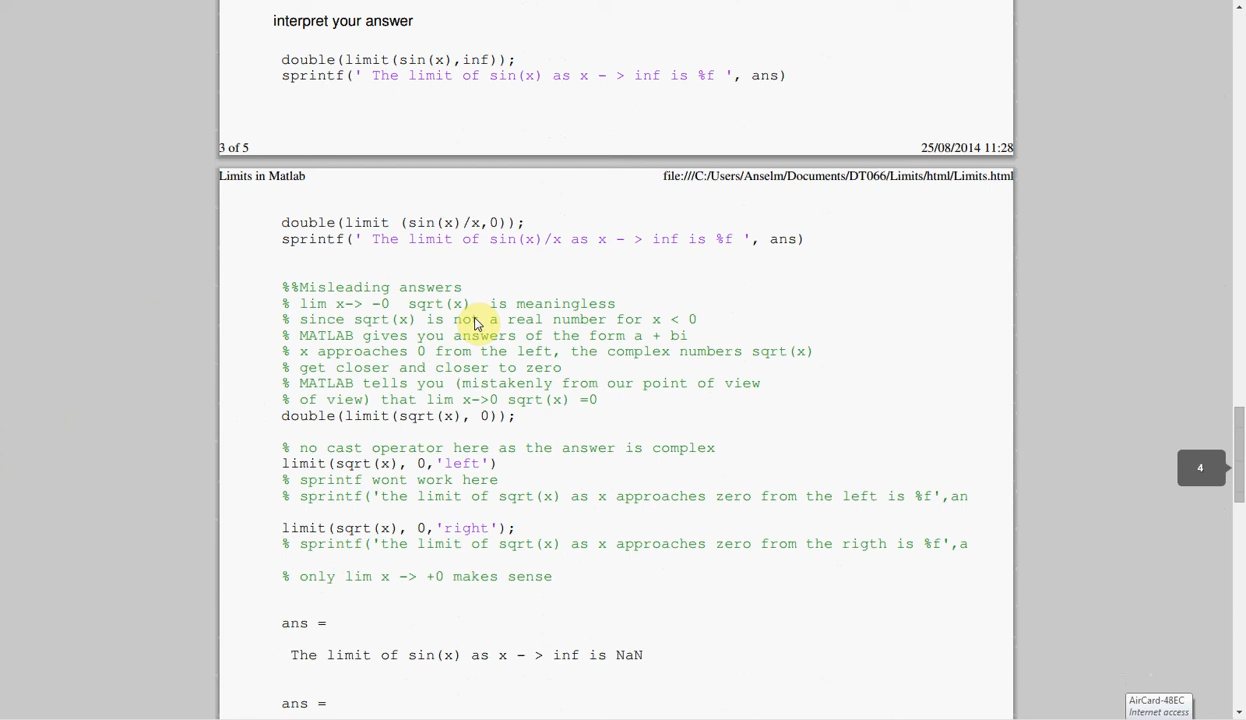 interpret your answer
double(limit(sin(x),inf));
sprintf(' The limit of sin(x) as x - > inf is %f ', ans)
3 of 5
25/08/2014 11:28
Limits in Matlab
file:///C:/Users/Anselm/Documents/DT066/Limits/html/Limits.html
double(limit (sin(x)/x,0));
sprintf(' The limit of sin(x)/x as x - > inf is %f ', ans)
%%Misleading answers
% lim x-> -0  sqrt(x)  is meaningless
% since sqrt(x) is not a real number for x < 0
% MATLAB gives you answers of the form a + bi
% x approaches 0 from the left, the complex numbers sqrt(x)
% get closer and closer to zero
% MATLAB tells you (mistakenly from our point of view
% of view) that lim x->0 sqrt(x) =0
double(limit(sqrt(x), 0));
% no cast operator here as the answer is complex
limit(sqrt(x), 0,'left')
% sprintf wont work here
% sprintf('the limit of sqrt(x) as x approaches zero from the left is %f',an
limit(sqrt(x), 0,'right');
% sprintf('the limit of sqrt(x) as x approaches zero from the rigth is %f',a
% only lim x -> +0 makes sense
4
ans =
The limit of sin(x) as x - > inf is NaN
ans =
AirCard-48EC
Internet access